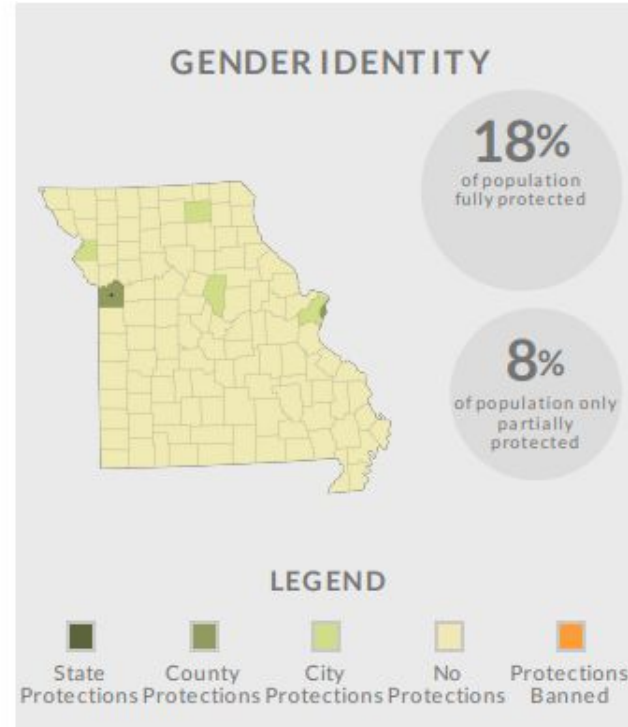 GENDER IDENTITY
18%
of population
fully protected
8%
of population only
partially
protected
LEGEND
State
Protections
County
Protections
City
Protections
No
Protections
Protections
Banned